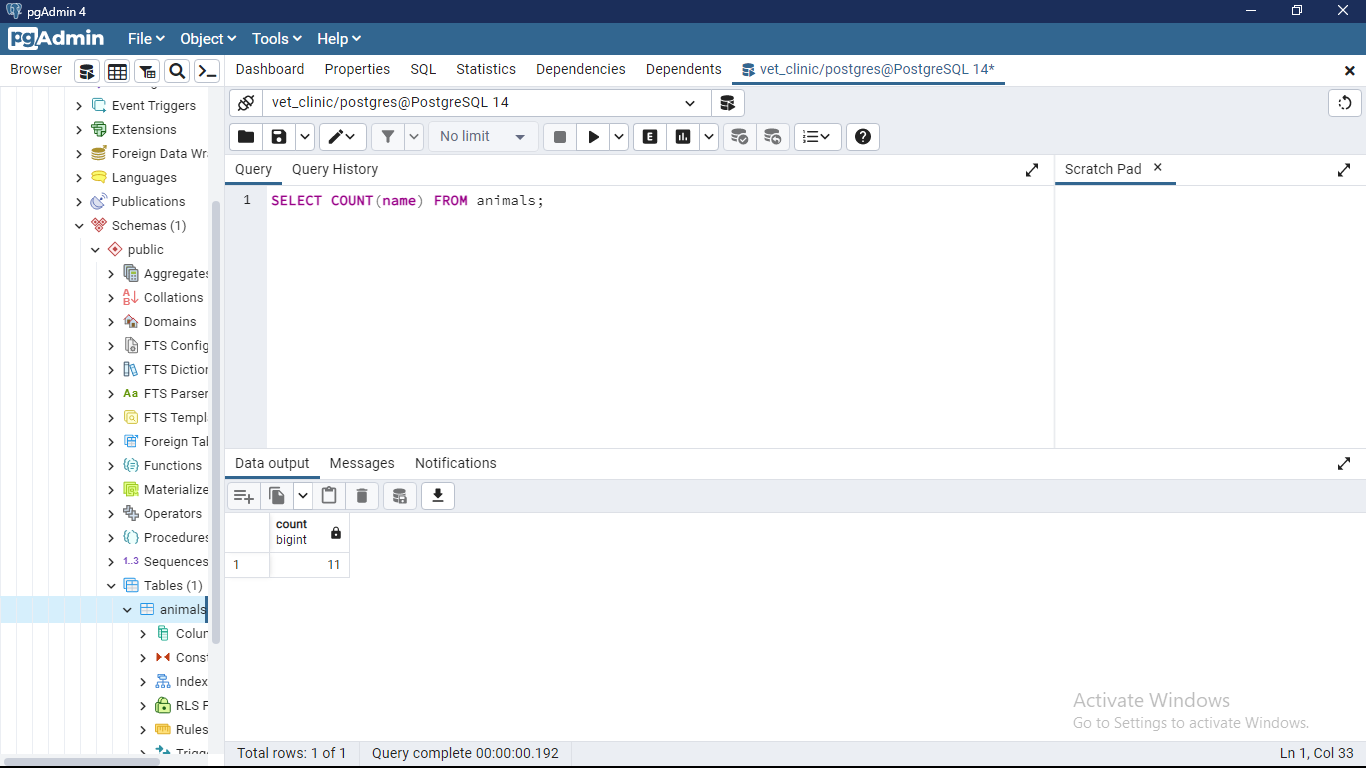 pgAdmin 4
pgAdmin File Object Tools Help
Browser
Dashboard Properties SQL Statistics Dependencies Dependents vet_clinic/postgres@PostgreSQL 14*
Event Triggers
Extensions
Foreign Data Wr
Languages
Publications
Schemas (1)
public
Aggregates
Collations
Domains
FTS Config
FTS Diction
FTS Parser
FTS Templ
Foreign Tal
Functions
Materialize
Operators
Procedures
1..3 Sequences
Tables (1)
animals
Colur
Const
Index
RLS P
Rules
vet_clinic/postgres@PostgreSQL 14
No limit
Query Query History
Scratch Pad
1 SELECT COUNT(name) FROM animals;
Data output Messages Notifications
count
bigint
1 11
Activate Windows
Go to Settings to activate Windows.
Total rows: 1 of 1 Query complete 00:00:00.192 Ln 1, Col 33